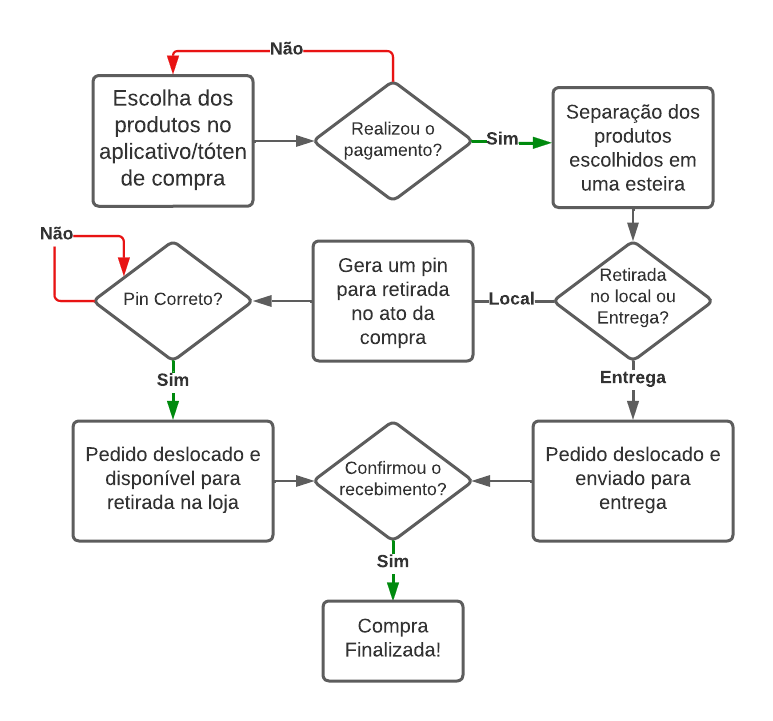 Não
Escolha dos
produtos no
aplicativo/tóten
de compra
Realizou o
pagamento?
Sim
Separação dos
produtos
escolhidos em
uma esteira
Não
Pin Correto?
Gera um pin
para retirada
no ato da
compra
Local
Retirada
no local ou
Entrega?
Sim
Entrega
Pedido deslocado e
disponível para
retirada na loja
Confirmou o
recebimento?
Pedido deslocado e
enviado para
entrega
Sim
Compra
Finalizada!